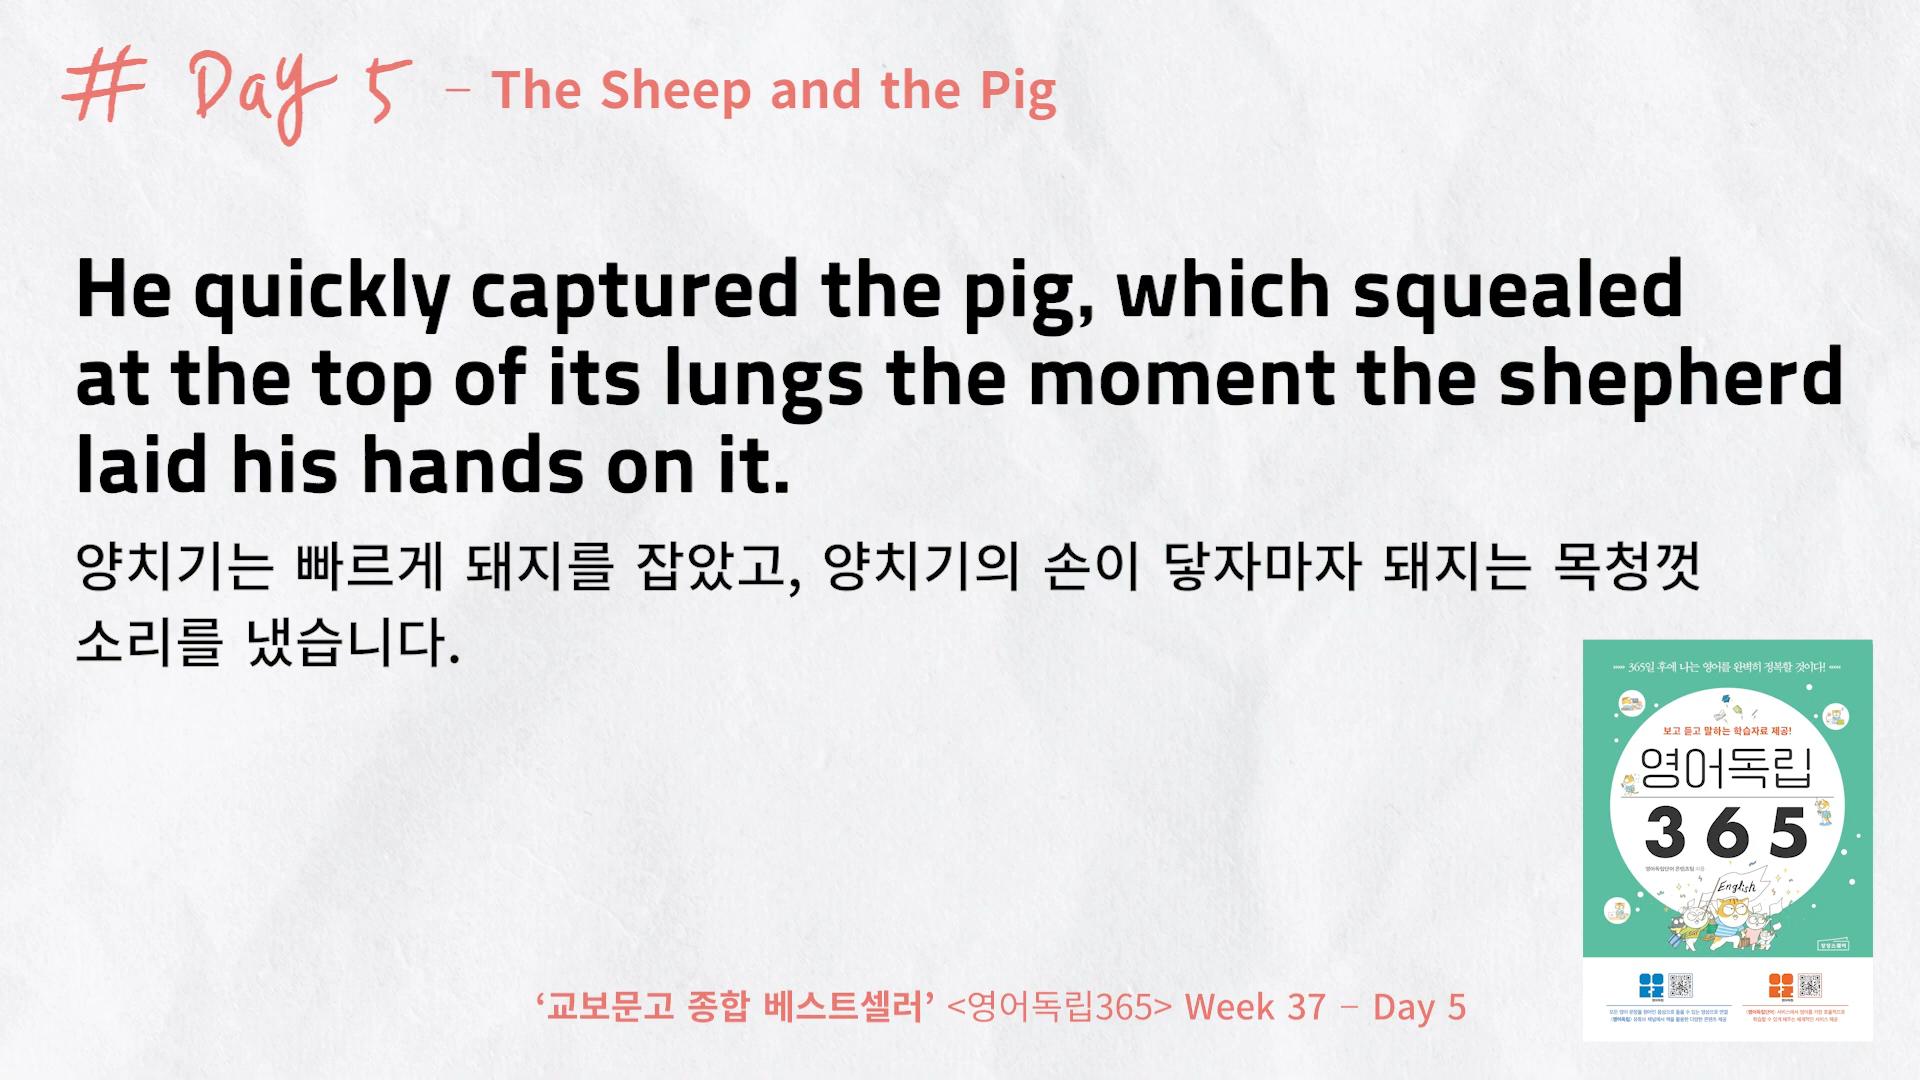 # Day 5 – The Sheep and the Pig
He quickly captured the pig, which squealed
at the top of its lungs the moment the shepherd
laid his hands on it.
양치기는 빠르게 돼지를 잡았고, 양치기의 손이 닿자마자 돼지는 목청껏
소리를 냈습니다.
365일 후에 나는 영어를 완벽히 정복할 것이다!
보고 듣고 말하는 학습자료 제공!
영어독립
365
English
‘교보문고 종합 베스트셀러’ <영어독립365> Week 37 – Day 5